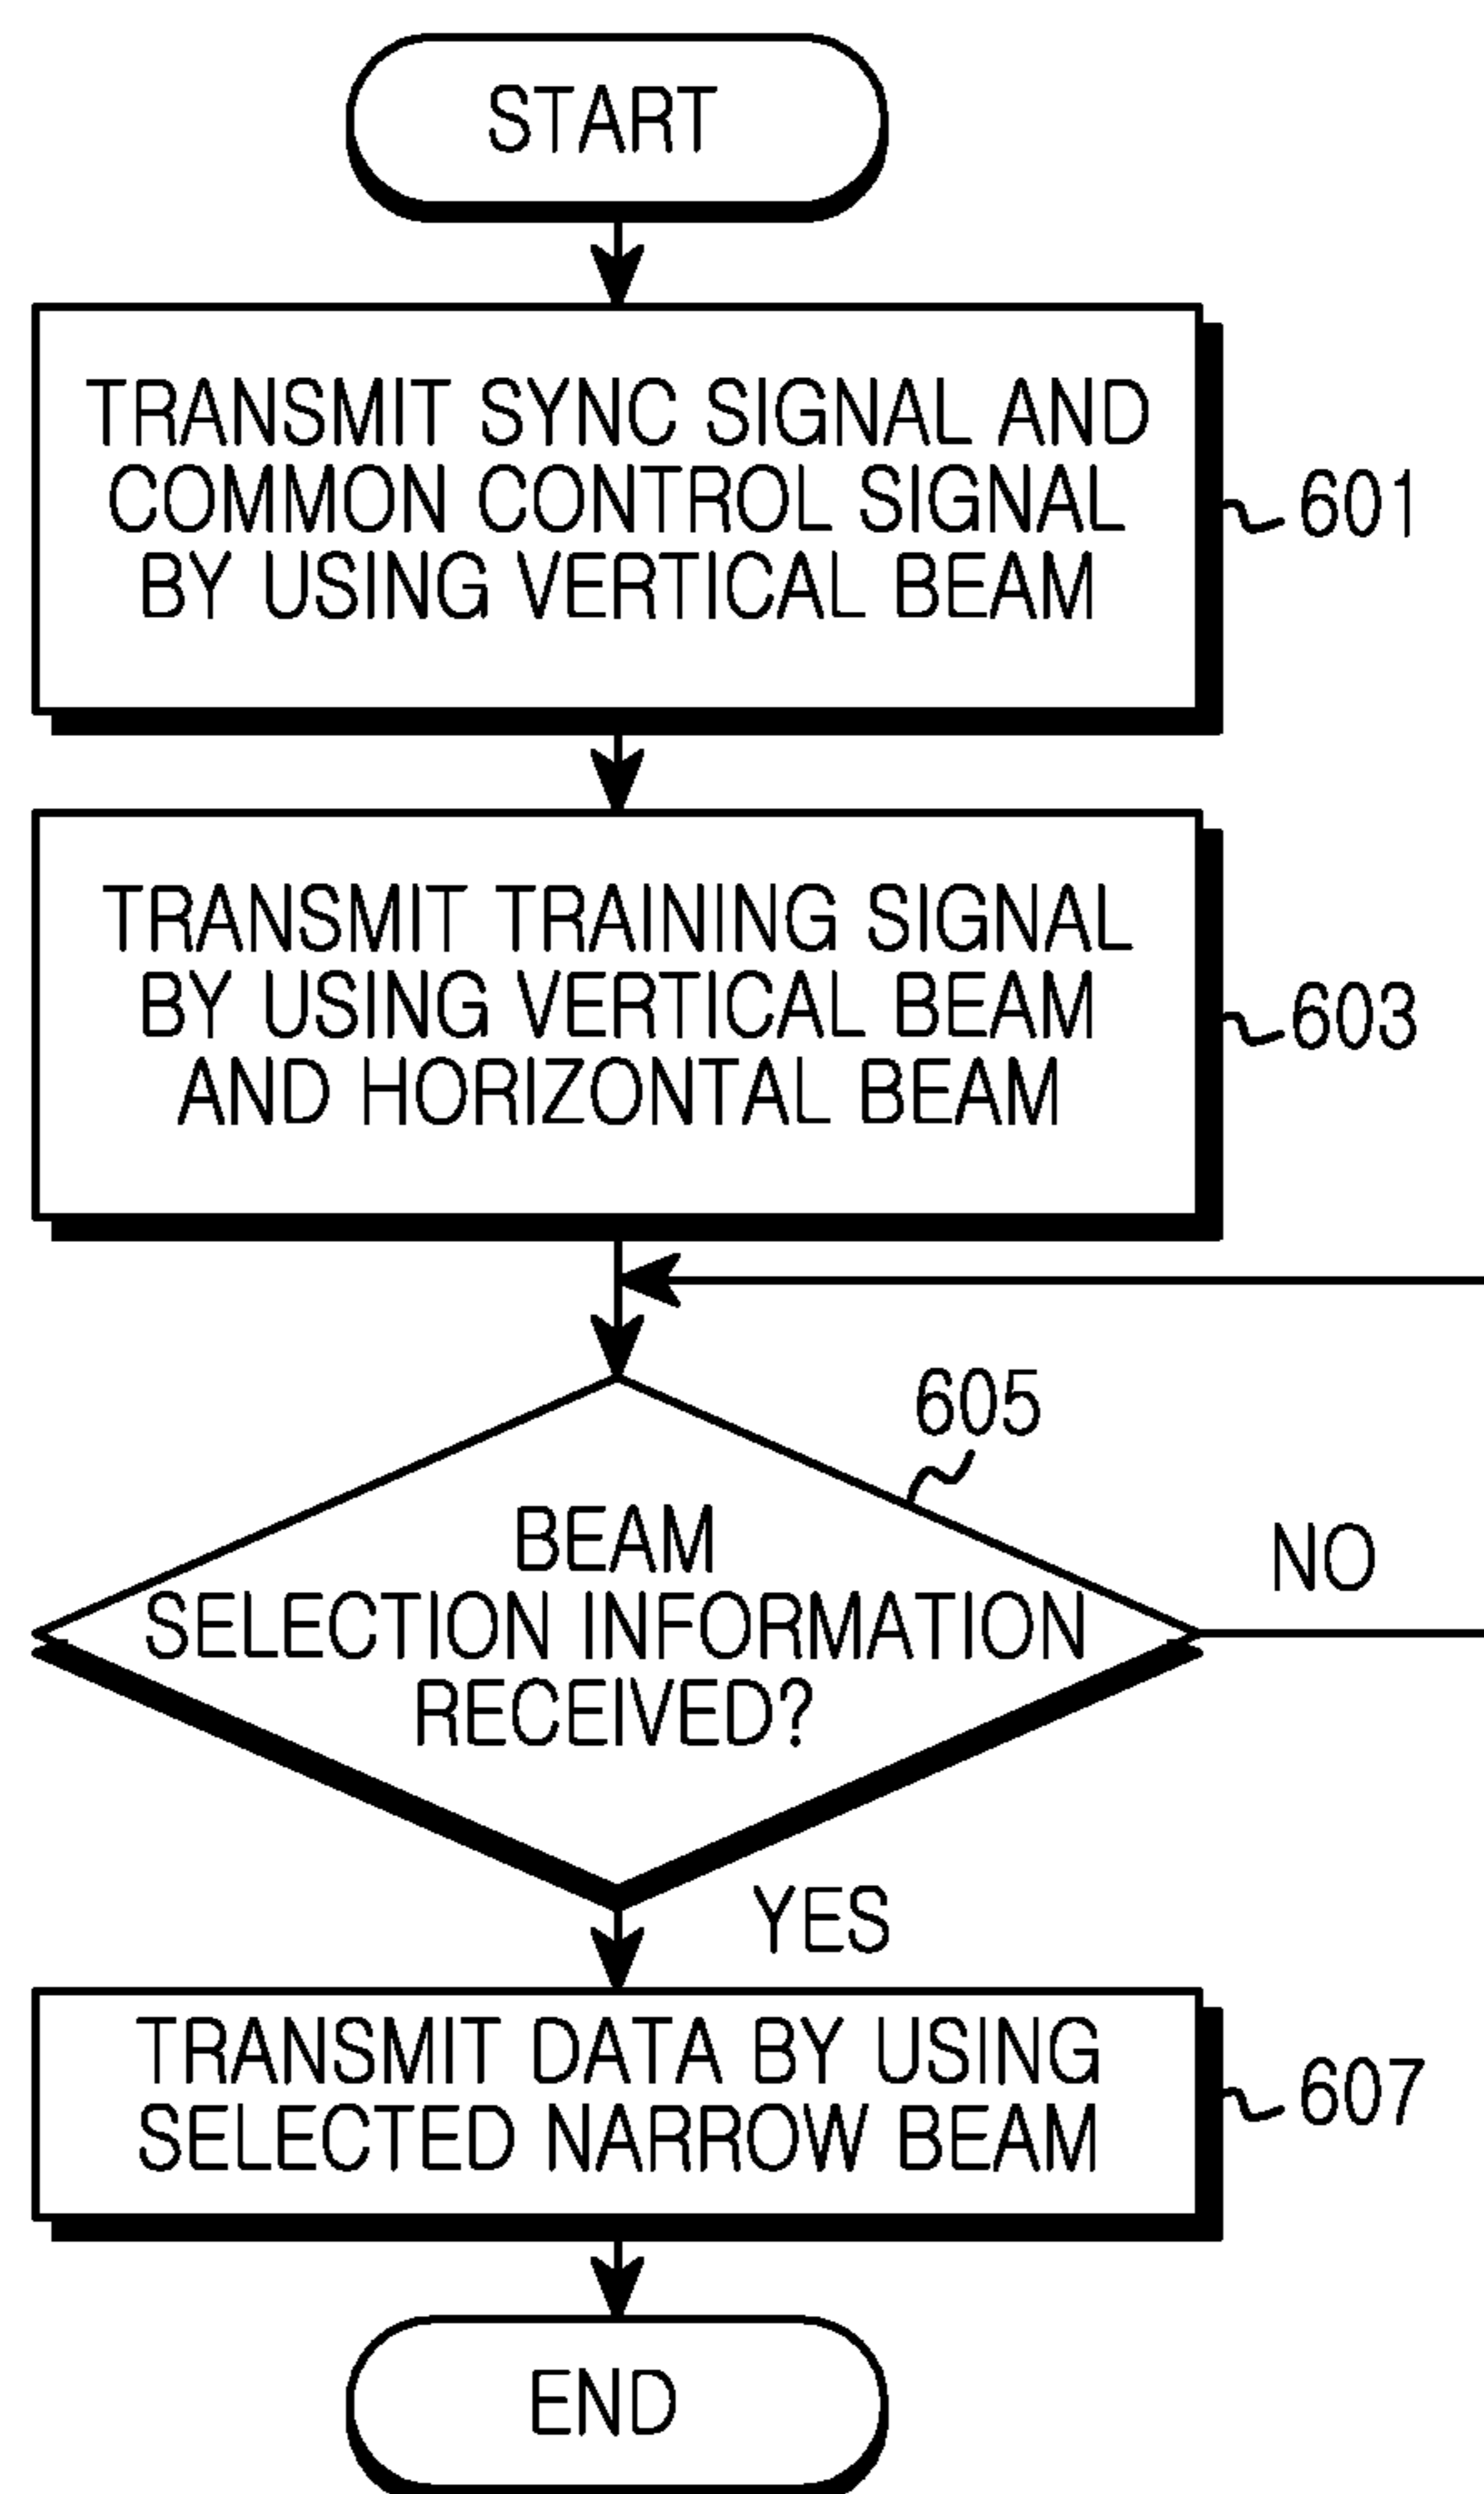 START
TRANSMIT SYNC SIGNAL AND
COMMON CONTROL SIGNAL
BY USING VERTICAL BEAM
601
TRANSMIT TRAINING SIGNAL
BY USING VERTICAL BEAM
AND HORIZONTAL BEAM
603
605
BEAM
SELECTION INFORMATION
RECEIVED?
NO
YES
TRANSMIT DATA BY USING
SELECTED NARROW BEAM
607
END